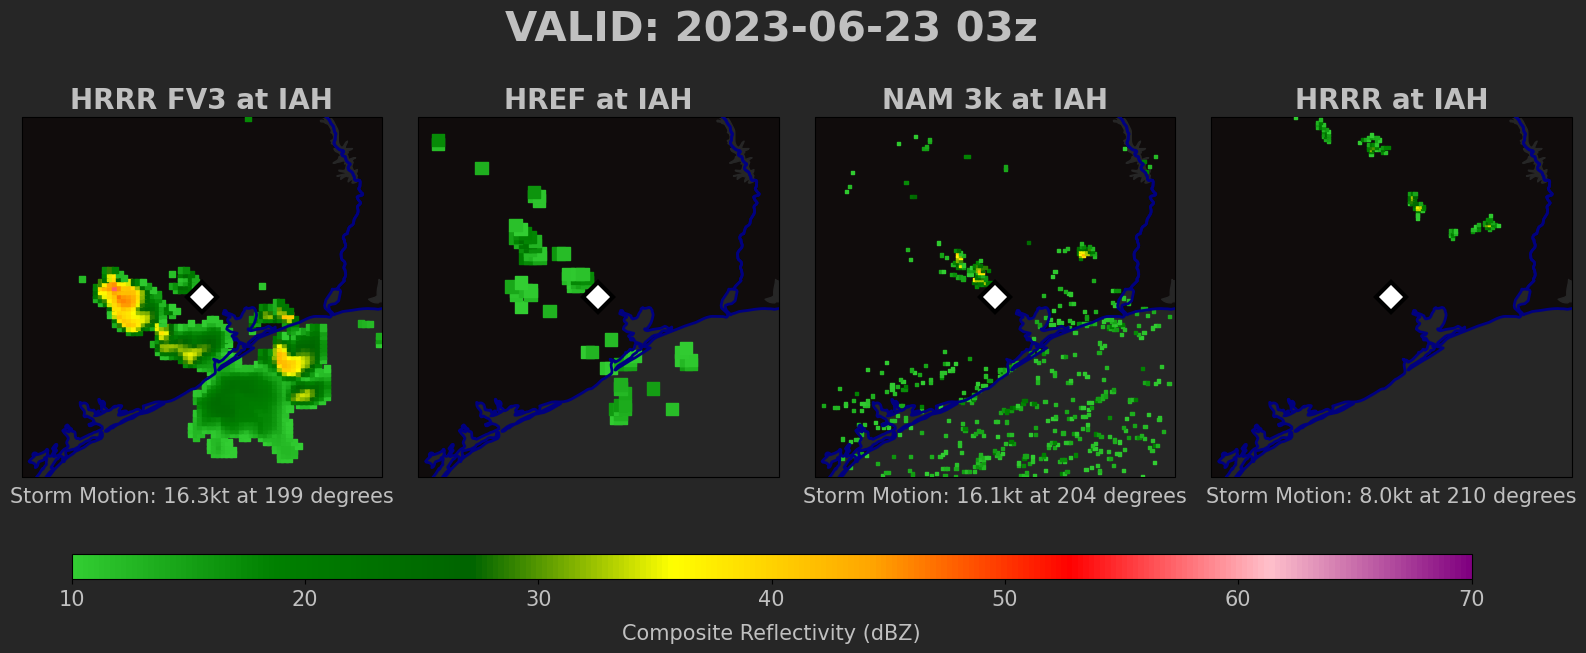 VALID: 2023-06-23 03z
HRRR FV3 at IAH
HREF at IAH
NAM 3k at IAH
HRRR at IAH
Storm Motion: 16.3kt at 199 degrees
Storm Motion: 16.1kt at 204 degrees
Storm Motion: 8.0kt at 210 degrees
10 20 30 40 50 60 70
Composite Reflectivity (dBZ)